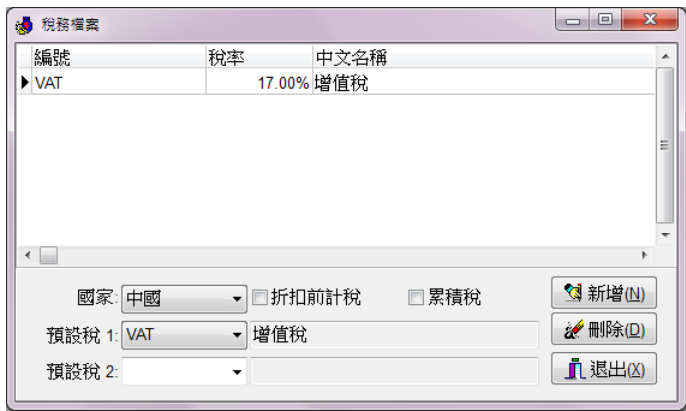 稅務檔案
編號 稅率 中文名稱
VAT 17.00% 增值稅
國家: 中國 折扣前計稅 累積稅 新增(N)
預設稅 1: VAT 增值稅 刪除(D)
預設稅 2: 退出(X)